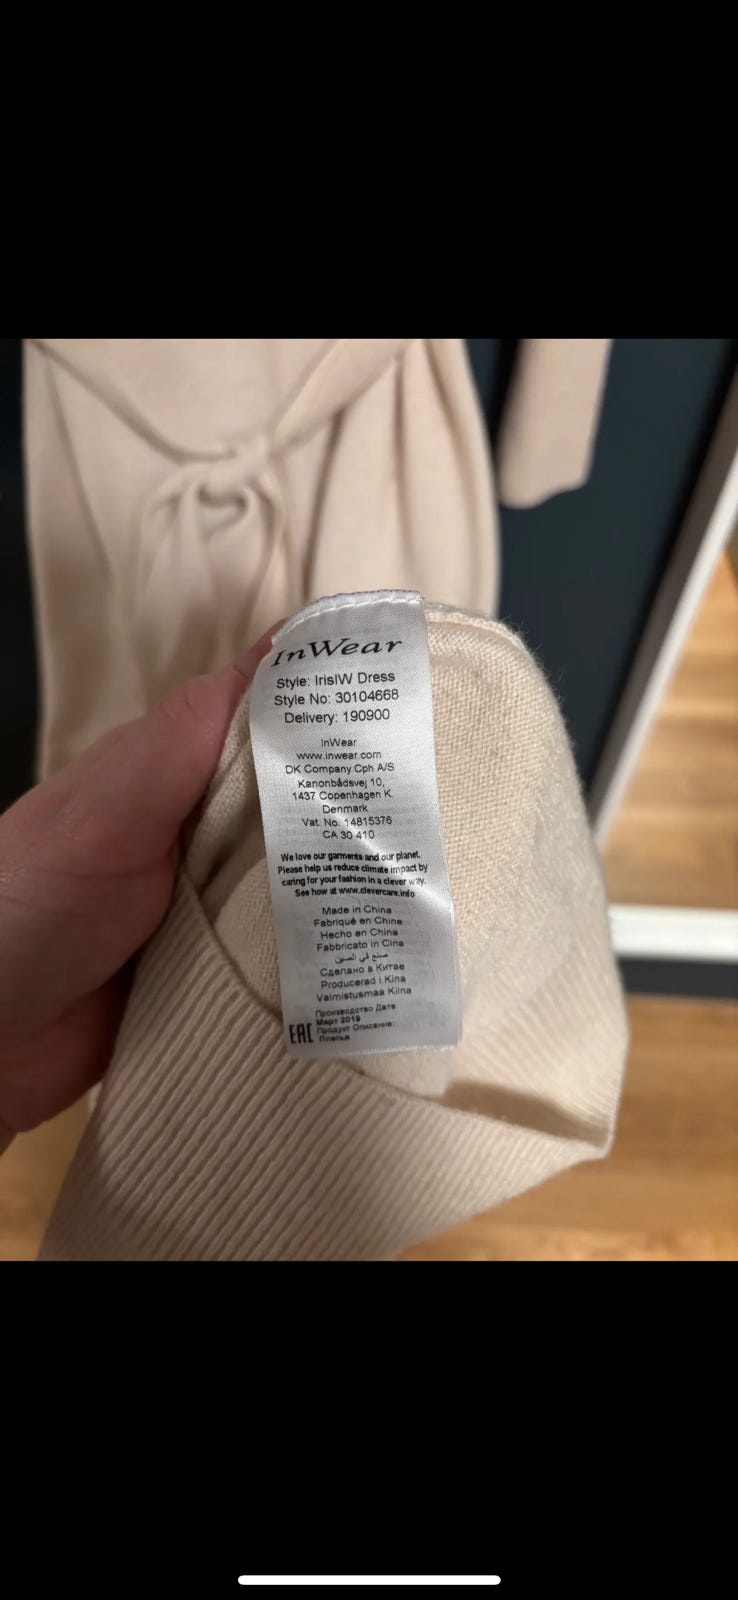 InWear
Style: IrisIW Dress
Style No: 30104668
Delivery: 190900
InWear
www.inwear.com
DK Company Cph A/S
Kanonbådsvej 10,
1437 Copenhagen K
Denmark
Vat. No. 14815376
CA 30 410
We love our garments and our planet.
Please help us reduce climate impact by
caring for your fashion in a clever way.
See how at www.clevercare.info
Made in China
Fabriqué en Chine
Hecho en China
Fabbricato in Cina
صنع في الصين
Сделано в Китае
Producerad i Kina
Valmistusmaa Kiina
Производство Дата
Март 2019
EAC Продукт Описание:
Платья